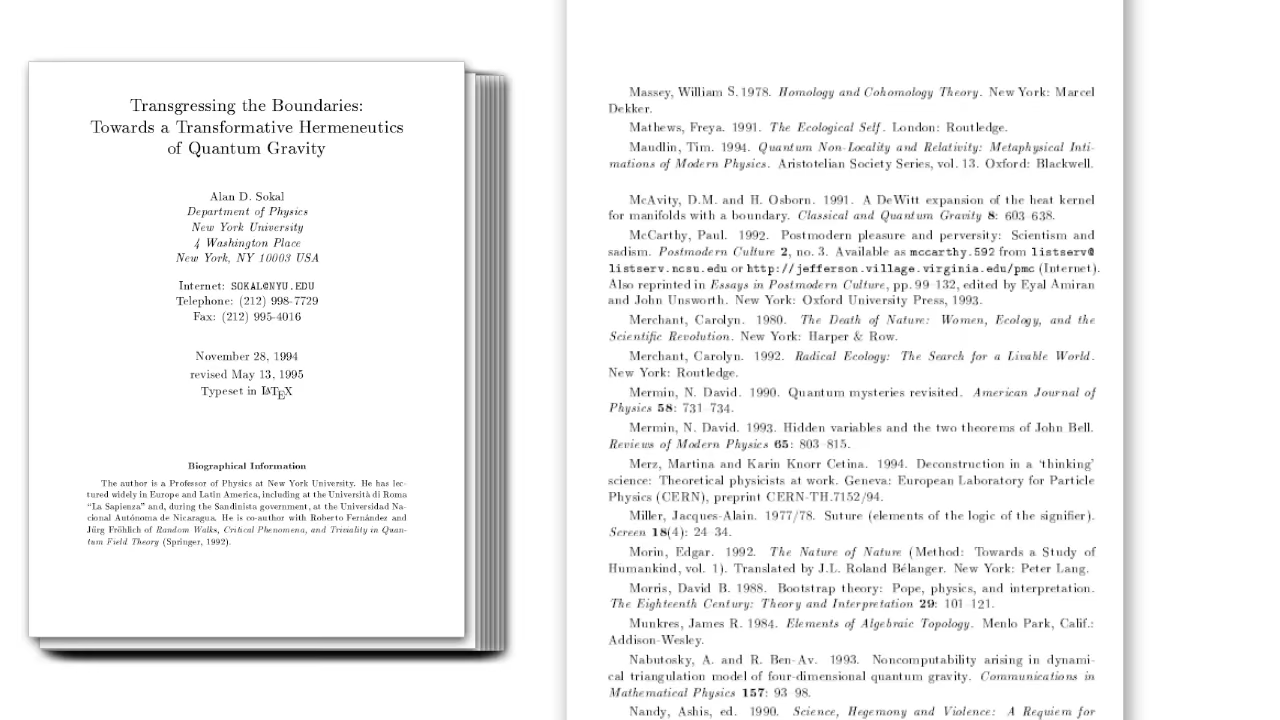 Transgressing the Boundaries:
Towards a Transformative Hermeneutics
of Quantum Gravity
Alan D. Sokal
Department of Physics
New York University
4 Washington Place
New York, NY 10003 USA
Internet: SOKAL@NYU.EDU
Telephone: (212) 998-7729
Fax: (212) 995-4016
November 28, 1994
revised May 13, 1995
Typeset in LATEX
Biographical Information
The author is a Professor of Physics at New York University. He has lec-
tured widely in Europe and Latin America, including at the Università di Roma
“La Sapienza” and, during the Sandinista government, at the Universidad Na-
cional Autónoma de Nicaragua. He is co-author with Roberto Fernández and
Jürg Fröhlich of Random Walks, Critical Phenomena, and Triviality in Quan-
tum Field Theory (Springer, 1992).
Massey, William S. 1978. Homology and Cohomology Theory. New York: Marcel
Dekker.
Mathews, Freya. 1991. The Ecological Self. London: Routledge.
Maudlin, Tim. 1994. Quantum Non-Locality and Relativity: Metaphysical Inti-
mations of Modern Physics. Aristotelian Society Series, vol. 13. Oxford: Blackwell.
McAvity, D.M. and H. Osborn. 1991. A DeWitt expansion of the heat kernel
for manifolds with a boundary. Classical and Quantum Gravity 8: 603–638.
McCarthy, Paul. 1992. Postmodern pleasure and perversity: Scientism and
sadism. Postmodern Culture 2, no. 3. Available as mccarthy.592 from listserv@
listserv.ncsu.edu or http://jefferson.village.virginia.edu/pmc (Internet).
Also reprinted in Essays in Postmodern Culture, pp. 99–132, edited by Eyal Amiran
and John Unsworth. New York: Oxford University Press, 1993.
Merchant, Carolyn. 1980. The Death of Nature: Women, Ecology, and the
Scientific Revolution. New York: Harper & Row.
Merchant, Carolyn. 1992. Radical Ecology: The Search for a Livable World.
New York: Routledge.
Mermin, N. David. 1990. Quantum mysteries revisited. American Journal of
Physics 58: 731–734.
Mermin, N. David. 1993. Hidden variables and the two theorems of John Bell.
Reviews of Modern Physics 65: 803–815.
Merz, Martina and Karin Knorr Cetina. 1994. Deconstruction in a ‘thinking’
science: Theoretical physicists at work. Geneva: European Laboratory for Particle
Physics (CERN), preprint CERN-TH.7152/94.
Miller, Jacques-Alain. 1977/78. Suture (elements of the logic of the signifier).
Screen 18(4): 24–34.
Morin, Edgar. 1992. The Nature of Nature (Method: Towards a Study of
Humankind, vol. 1). Translated by J.L. Roland Bélanger. New York: Peter Lang.
Morris, David B. 1988. Bootstrap theory: Pope, physics, and interpretation.
The Eighteenth Century: Theory and Interpretation 29: 101–121.
Munkres, James R. 1984. Elements of Algebraic Topology. Menlo Park, Calif.:
Addison-Wesley.
Nabutosky, A. and R. Ben-Av. 1993. Noncomputability arising in dynami-
cal triangulation model of four-dimensional quantum gravity. Communications in
Mathematical Physics 157: 93–98.
Nandy, Ashis, ed. 1990. Science, Hegemony and Violence: A Requiem for